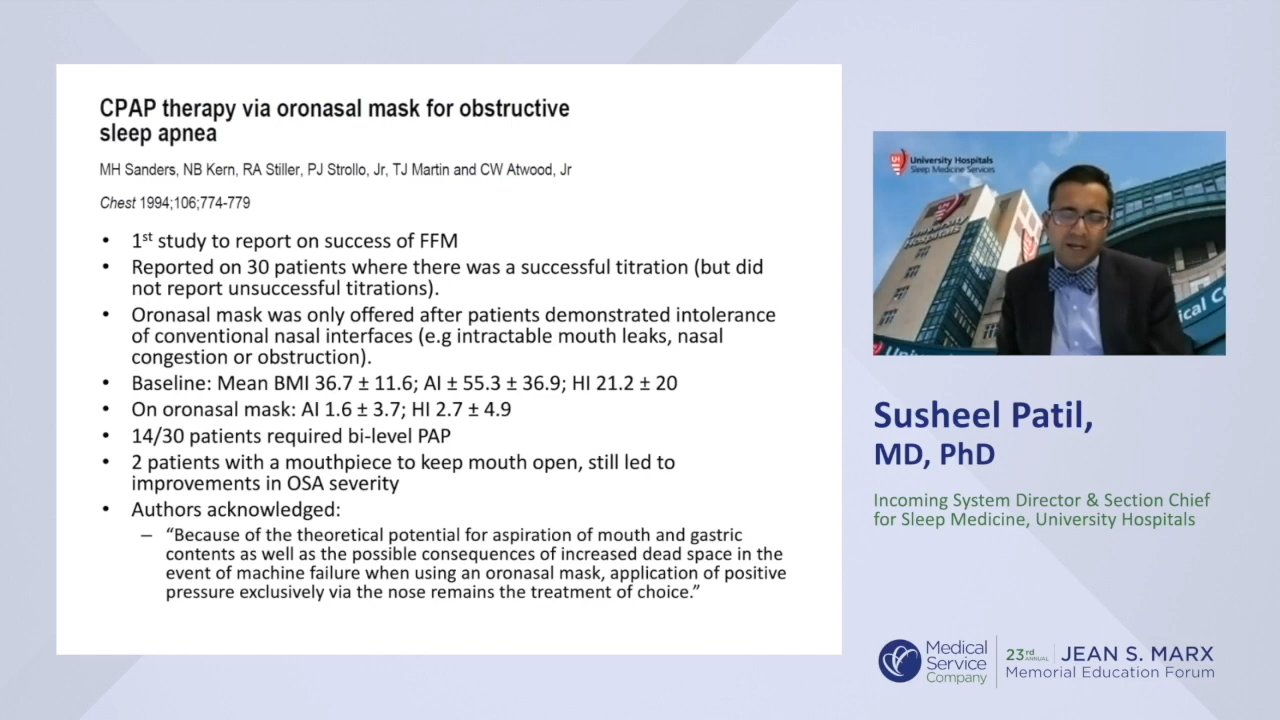 CPAP therapy via oronasal mask for obstructive
sleep apnea
MH Sanders, NB Kern, RA Stiller, PJ Strollo, Jr, TJ Martin and CW Atwood, Jr
Chest 1994;106;774-779
• 1st study to report on success of FFM
• Reported on 30 patients where there was a successful titration (but did
not report unsuccessful titrations).
• Oronasal mask was only offered after patients demonstrated intolerance
of conventional nasal interfaces (e.g intractable mouth leaks, nasal
congestion or obstruction).
• Baseline: Mean BMI 36.7 ± 11.6; AI ± 55.3 ± 36.9; HI 21.2 ± 20
• On oronasal mask: AI 1.6 ± 3.7; HI 2.7 ± 4.9
• 14/30 patients required bi-level PAP
• 2 patients with a mouthpiece to keep mouth open, still led to
improvements in OSA severity
• Authors acknowledged:
– “Because of the theoretical potential for aspiration of mouth and gastric
contents as well as the possible consequences of increased dead space in the
event of machine failure when using an oronasal mask, application of positive
pressure exclusively via the nose remains the treatment of choice.”
UH
University Hospitals
Sleep Medicine Services
UH
University
Hospitals
ical C
Unive
Susheel Patil,
MD, PhD
Incoming System Director & Section Chief
for Sleep Medicine, University Hospitals
Medical
Service
Company
23rd ANNUAL
JEAN S. MARX
Memorial Education Forum